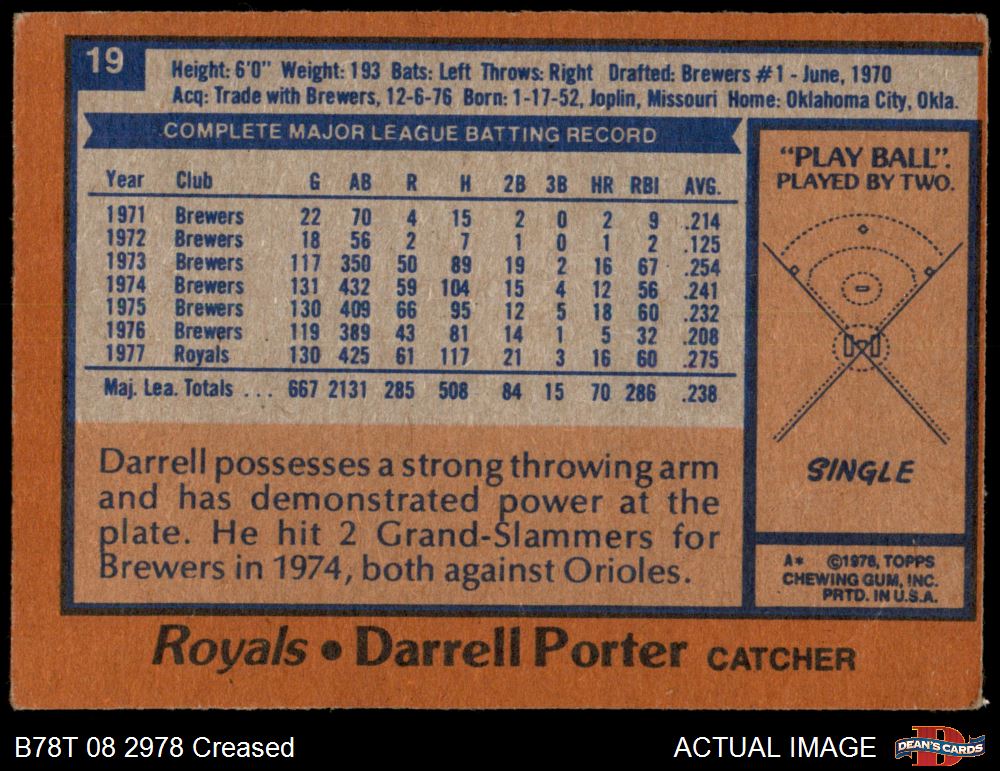 19
Height: 6'0" Weight: 193 Bats: Left Throws: Right Drafted: Brewers #1 - June, 1970
Acq: Trade with Brewers, 12-6-76 Born: 1-17-52, Joplin, Missouri Home: Oklahoma City, Okla.
COMPLETE MAJOR LEAGUE BATTING RECORD
Year Club G AB R H 2B 3B HR RBI AVG.
1971 Brewers 22 70 4 15 2 0 2 9 .214
1972 Brewers 18 56 2 7 1 0 1 2 .125
1973 Brewers 117 350 50 89 19 2 16 67 .254
1974 Brewers 131 432 59 104 15 4 12 56 .241
1975 Brewers 130 409 66 95 12 5 18 60 .232
1976 Brewers 119 389 43 81 14 1 5 32 .208
1977 Royals 130 425 61 117 21 3 16 60 .275
Maj. Lea. Totals . . . 667 2131 285 508 84 15 70 286 .238
Darrell possesses a strong throwing arm
and has demonstrated power at the
plate. He hit 2 Grand-Slammers for
Brewers in 1974, both against Orioles.
"PLAY BALL".
PLAYED BY TWO.
SINGLE
A* ©1978, TOPPS
CHEWING GUM, INC.
PRTD. IN U.S.A.
Royals • Darrell Porter CATCHER
B78T 08 2978 Creased
ACTUAL IMAGE
DEAN'S CARDS